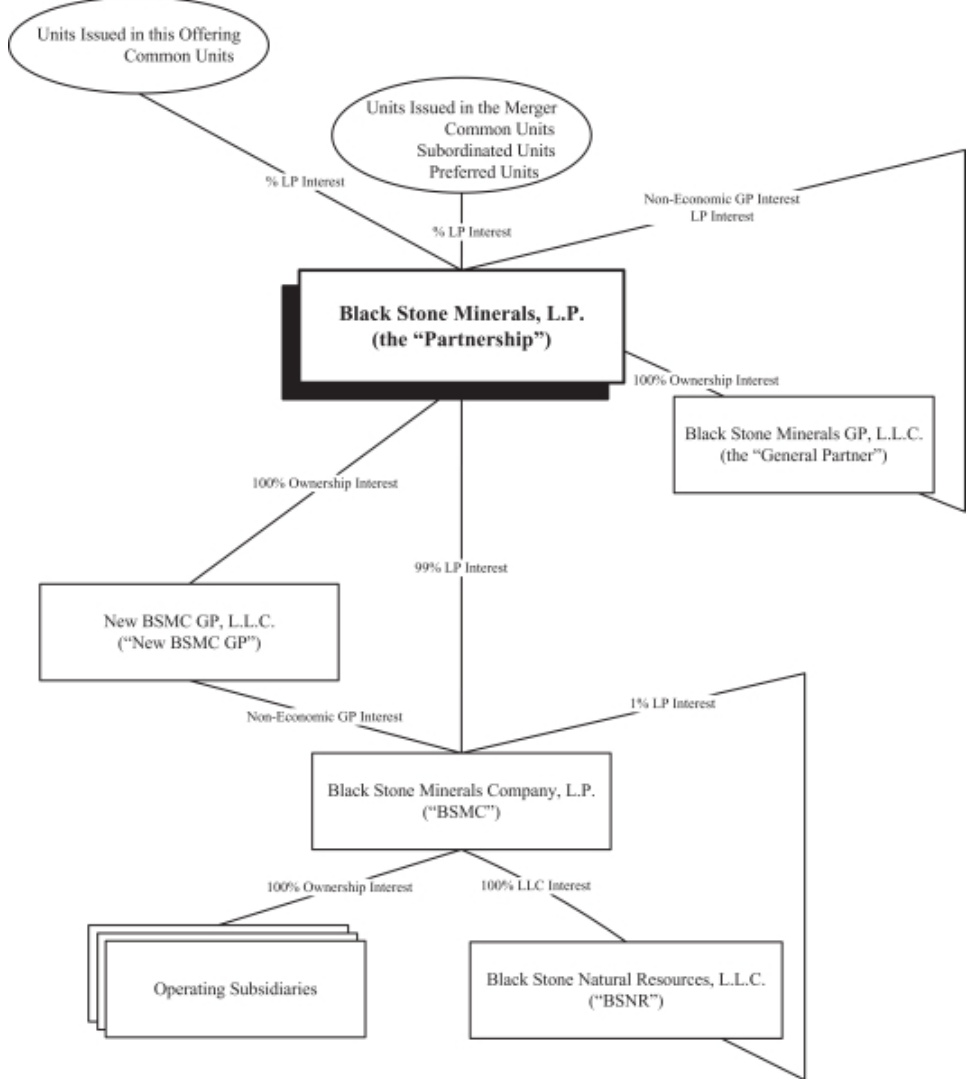 Units Issued in this Offering
Common Units
Units Issued in the Merger
Common Units
Subordinated Units
Preferred Units
% LP Interest
Non-Economic GP Interest
LP Interest
% LP Interest
Black Stone Minerals, L.P.
(the “Partnership”)
100% Ownership Interest
Black Stone Minerals GP, L.L.C.
(the “General Partner”)
100% Ownership Interest
99% LP Interest
New BSMC GP, L.L.C.
(“New BSMC GP”)
Non-Economic GP Interest
1% LP Interest
Black Stone Minerals Company, L.P.
(“BSMC”)
100% Ownership Interest
100% LLC Interest
Operating Subsidiaries
Black Stone Natural Resources, L.L.C.
(“BSNR”)